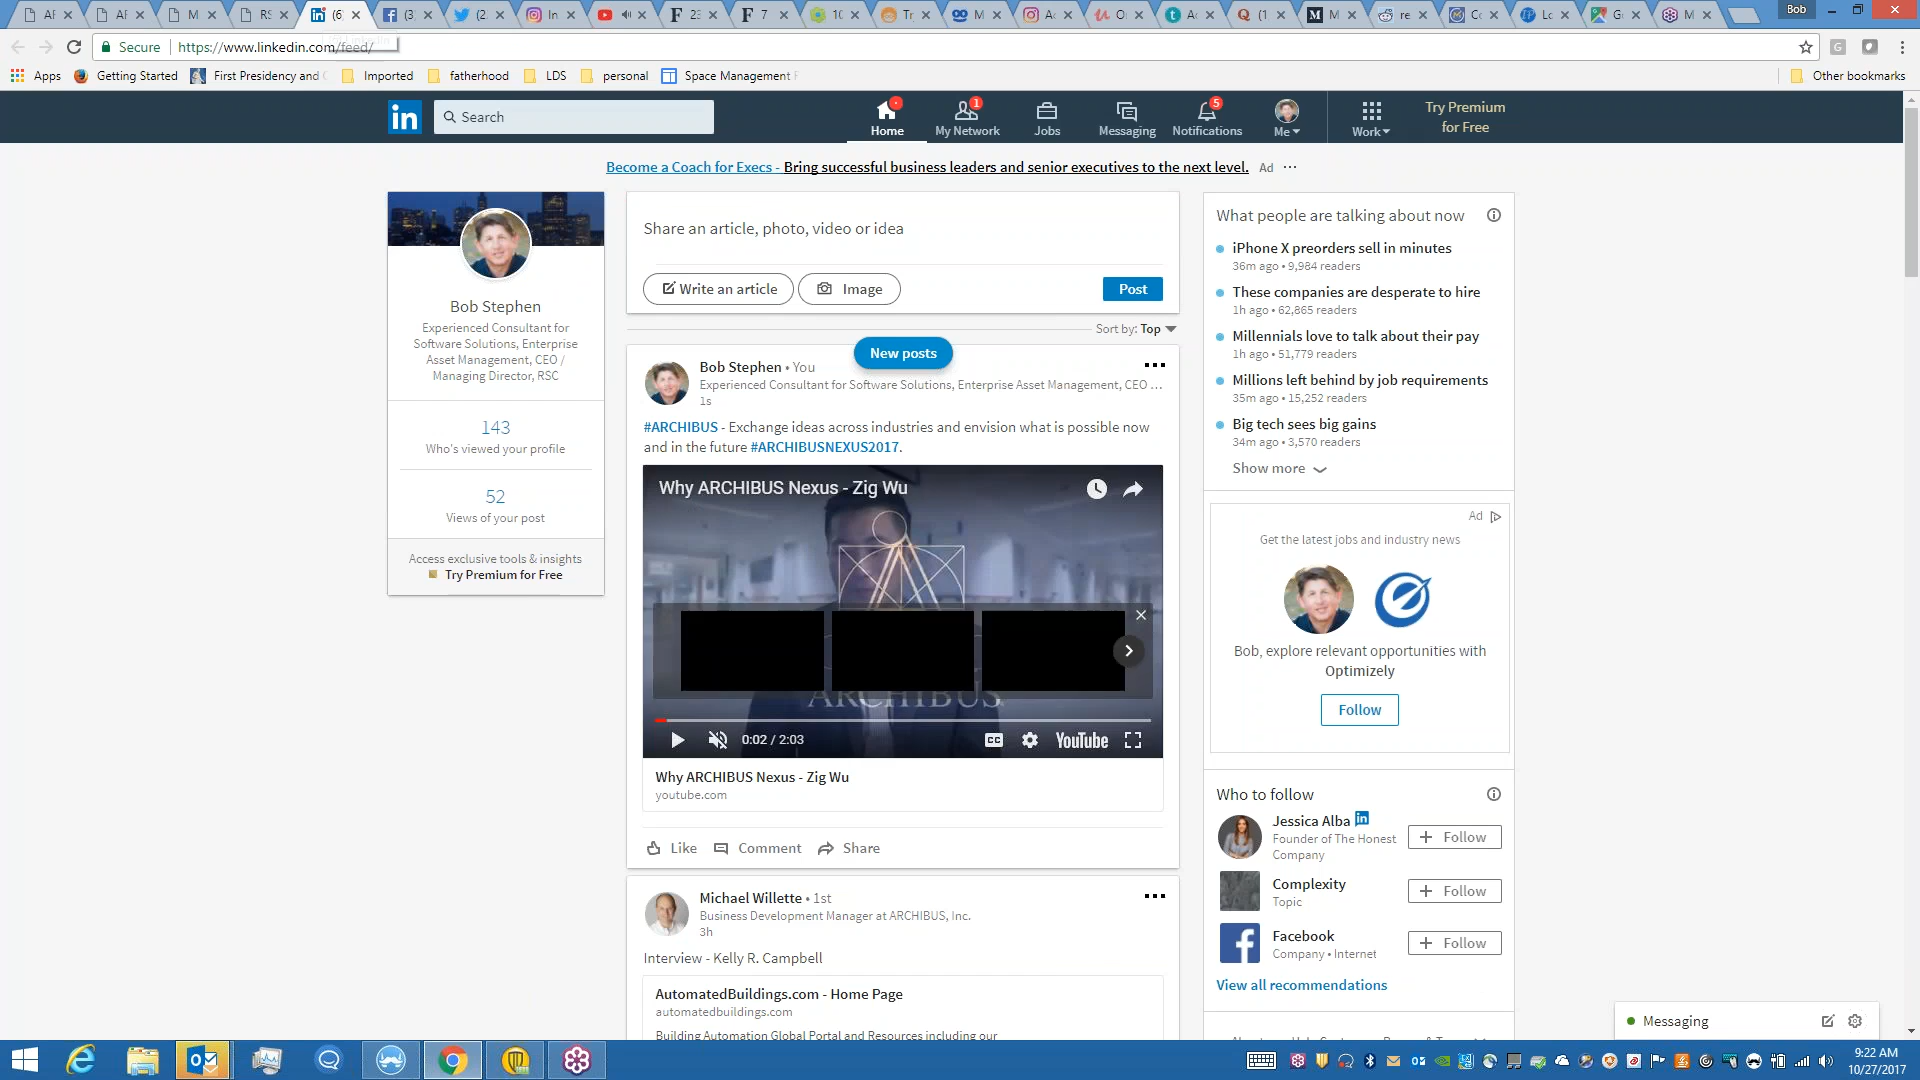 Bob
Secure
https://www.linkedin.com/feed/
Apps
Getting Started
First Presidency and
Imported
fatherhood
LDS
personal
Space Management
Other bookmarks
in
Search
Home
My Network
1
Jobs
Messaging
Notifications
5
Me
Work
Try Premium
for Free
Become a Coach for Execs - Bring successful business leaders and senior executives to the next level.
Ad
Bob Stephen
Experienced Consultant for
Software Solutions, Enterprise
Asset Management, CEO /
Managing Director, RSC
143
Who's viewed your profile
52
Views of your post
Access exclusive tools & insights
Try Premium for Free
Share an article, photo, video or idea
Write an article
Image
Post
Sort by: Top
New posts
Bob Stephen • You
Experienced Consultant for Software Solutions, Enterprise Asset Management, CEO ...
1s
#ARCHIBUS - Exchange ideas across industries and envision what is possible now
and in the future #ARCHIBUSNEXUS2017.
Why ARCHIBUS Nexus - Zig Wu
ARCHIBUS
0:02 / 2:03
CC
YouTube
Why ARCHIBUS Nexus - Zig Wu
youtube.com
Like
Comment
Share
Michael Willette • 1st
Business Development Manager at ARCHIBUS, Inc.
3h
Interview - Kelly R. Campbell
AutomatedBuildings.com - Home Page
automatedbuildings.com
Building Automation Global Portal and Resources including our
What people are talking about now
iPhone X preorders sell in minutes
36m ago • 9,984 readers
These companies are desperate to hire
1h ago • 62,865 readers
Millennials love to talk about their pay
1h ago • 51,779 readers
Millions left behind by job requirements
35m ago • 15,252 readers
Big tech sees big gains
34m ago • 3,570 readers
Show more
Ad
Get the latest jobs and industry news
Bob, explore relevant opportunities with
Optimizely
Follow
Who to follow
Jessica Alba in
Founder of The Honest
Company
Follow
Complexity
Topic
Follow
Facebook
Company • Internet
Follow
View all recommendations
Messaging
9:22 AM
10/27/2017